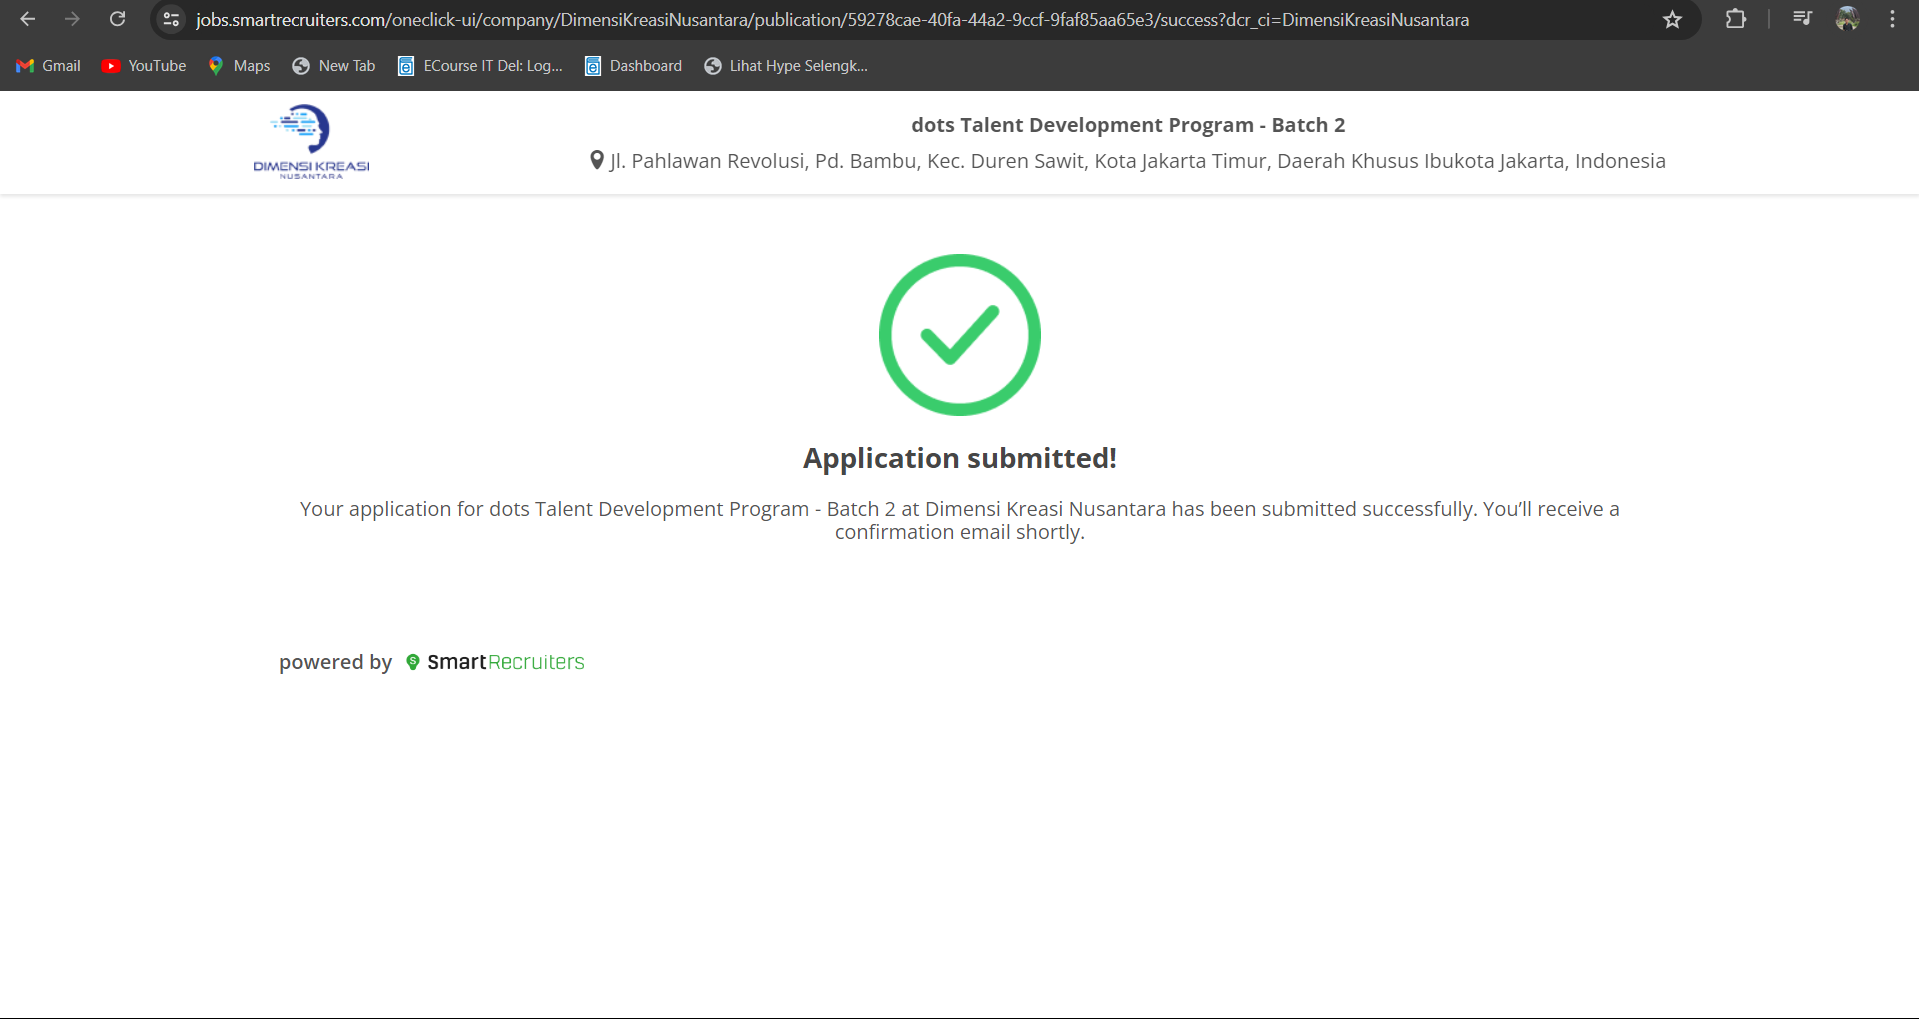 jobs.smartrecruiters.com/oneclick-ui/company/DimensiKreasiNusantara/publication/59278cae-40fa-44a2-9ccf-9faf85aa65e3/success?dcr_ci=DimensiKreasiNusantara
Gmail YouTube Maps New Tab ECourse IT Del: Log... Dashboard Lihat Hype Selengk...
DIMENSI KREASI
NUSANTARA
dots Talent Development Program - Batch 2
Jl. Pahlawan Revolusi, Pd. Bambu, Kec. Duren Sawit, Kota Jakarta Timur, Daerah Khusus Ibukota Jakarta, Indonesia
Application submitted!
Your application for dots Talent Development Program - Batch 2 at Dimensi Kreasi Nusantara has been submitted successfully. You’ll receive a
confirmation email shortly.
powered by SmartRecruiters